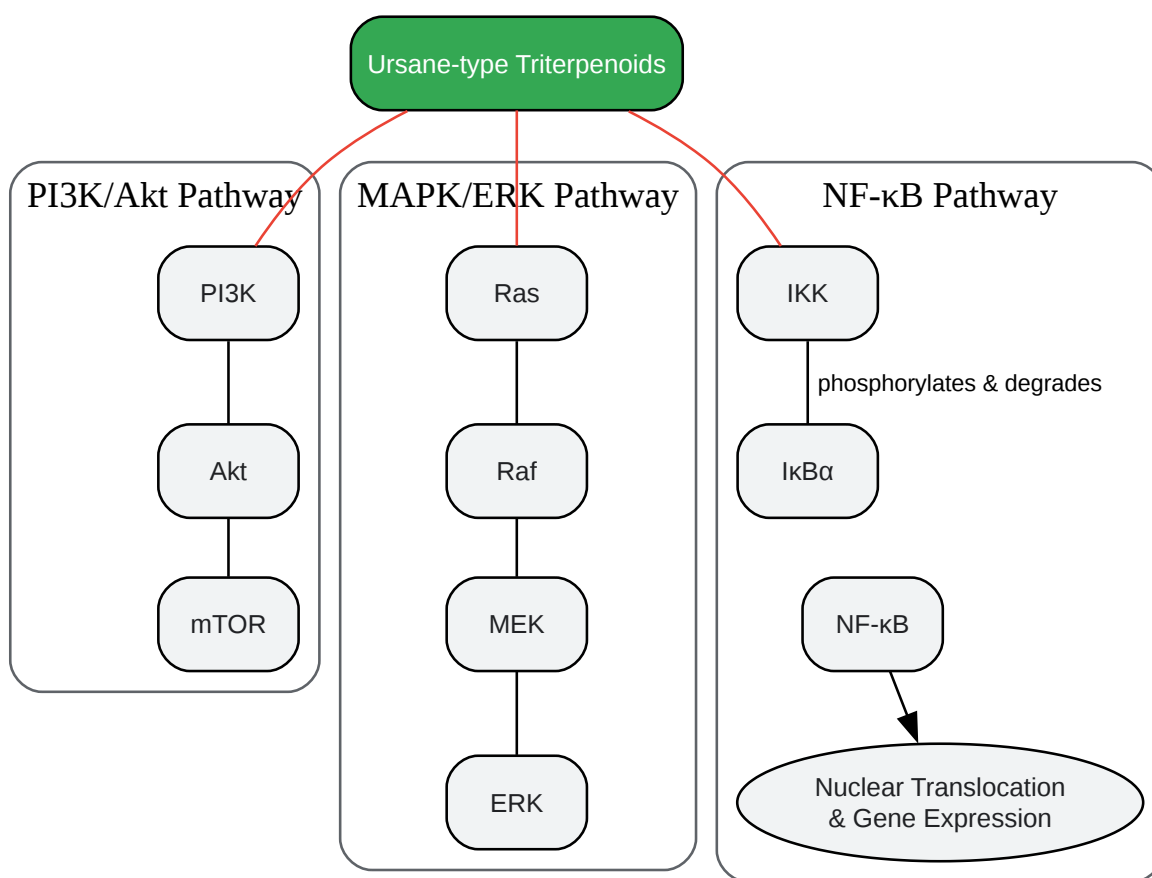 Ursane-type Triterpenoids
PI3K/Akt Pathway
PI3K
Akt
mTOR
MAPK/ERK Pathway
Ras
Raf
MEK
ERK
NF-κB Pathway
IKK
phosphorylates & degrades
IκBα
NF-κB
Nuclear Translocation
& Gene Expression